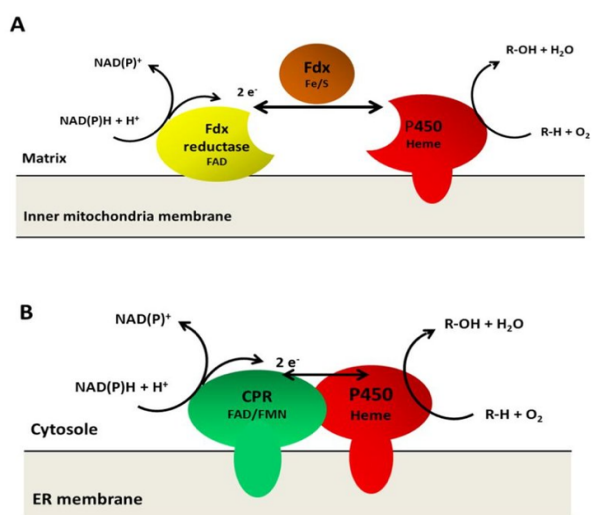 A
NAD(P)⁺
NAD(P)H + H⁺
2 e⁻
Fdx
Fe/S
R-OH + H₂O
R-H + O₂
Fdx
reductase
FAD
P450
Heme
Matrix
Inner mitochondria membrane
B
NAD(P)⁺
NAD(P)H + H⁺
2 e⁻
R-OH + H₂O
R-H + O₂
CPR
FAD/FMN
P450
Heme
Cytosole
ER membrane